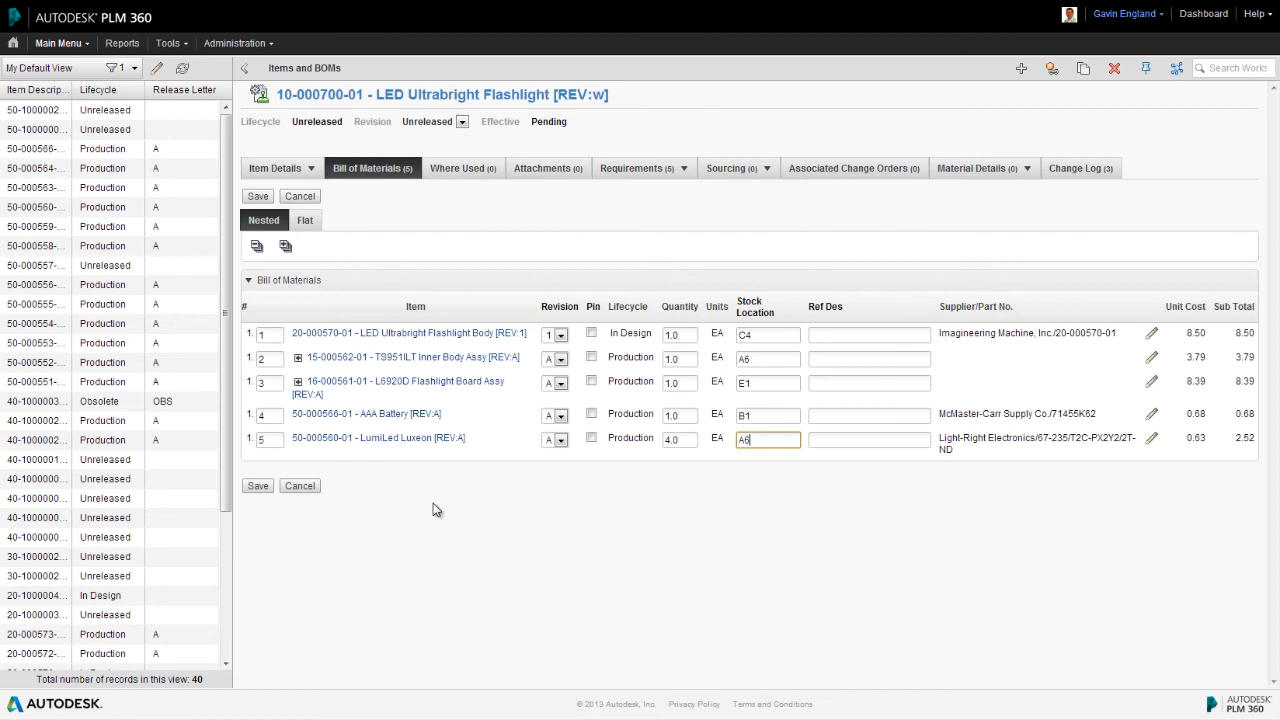 AUTODESK® PLM 360
Gavin England Dashboard Help
Main Menu Reports Tools Administration
My Default View 1
Items and BOMs
Search Works
Item Descrip... Lifecycle Release Letter
50-1000002... Unreleased
50-1000000... Unreleased
50-000566-... Production A
50-000564-... Production A
50-000563-... Production A
50-000560-... Production A
50-000559-... Production A
50-000558-... Production A
50-000557-... Unreleased
50-000556-... Production A
50-000555-... Production A
50-000554-... Production A
50-000553-... Production A
50-000552-... Production A
50-000551-... Production A
40-1000003... Obsolete OBS
40-1000002... Unreleased
40-1000002... Unreleased
40-1000001... Unreleased
40-1000000... Unreleased
40-1000000... Unreleased
40-1000000... Unreleased
40-1000000... Unreleased
30-1000002... Unreleased
30-1000002... Unreleased
20-1000004... In Design
20-1000003... Unreleased
20-000573-... Production A
20-000572-... Production A
Total number of records in this view: 40
10-000700-01 - LED Ultrabright Flashlight [REV:w]
Lifecycle Unreleased Revision Unreleased Effective Pending
Item Details Bill of Materials (5) Where Used (0) Attachments (0) Requirements (5) Sourcing (0) Associated Change Orders (0) Material Details (0) Change Log (3)
Save Cancel
Nested Flat
Bill of Materials
# Item Revision Pin Lifecycle Quantity Units Stock Location Ref Des Supplier/Part No. Unit Cost Sub Total
1. 1 20-000570-01 - LED Ultrabright Flashlight Body [REV:1] 1 In Design 1.0 EA C4 Imagineering Machine, Inc./20-000570-01 8.50 8.50
1. 2 15-000562-01 - TS951ILT Inner Body Assy [REV:A] A Production 1.0 EA A6 3.79 3.79
1. 3 16-000561-01 - L6920D Flashlight Board Assy [REV:A] A Production 1.0 EA E1 8.39 8.39
1. 4 50-000566-01 - AAA Battery [REV:A] A Production 1.0 EA B1 McMaster-Carr Supply Co./71455K62 0.68 0.68
1. 5 50-000560-01 - LumiLed Luxeon [REV:A] A Production 4.0 EA A6 Light-Right Electronics/67-235/T2C-PX2Y2/2T-ND 0.63 2.52
Save Cancel
AUTODESK.
© 2013 Autodesk, Inc. Privacy Policy Terms and Conditions
AUTODESK®
PLM 360